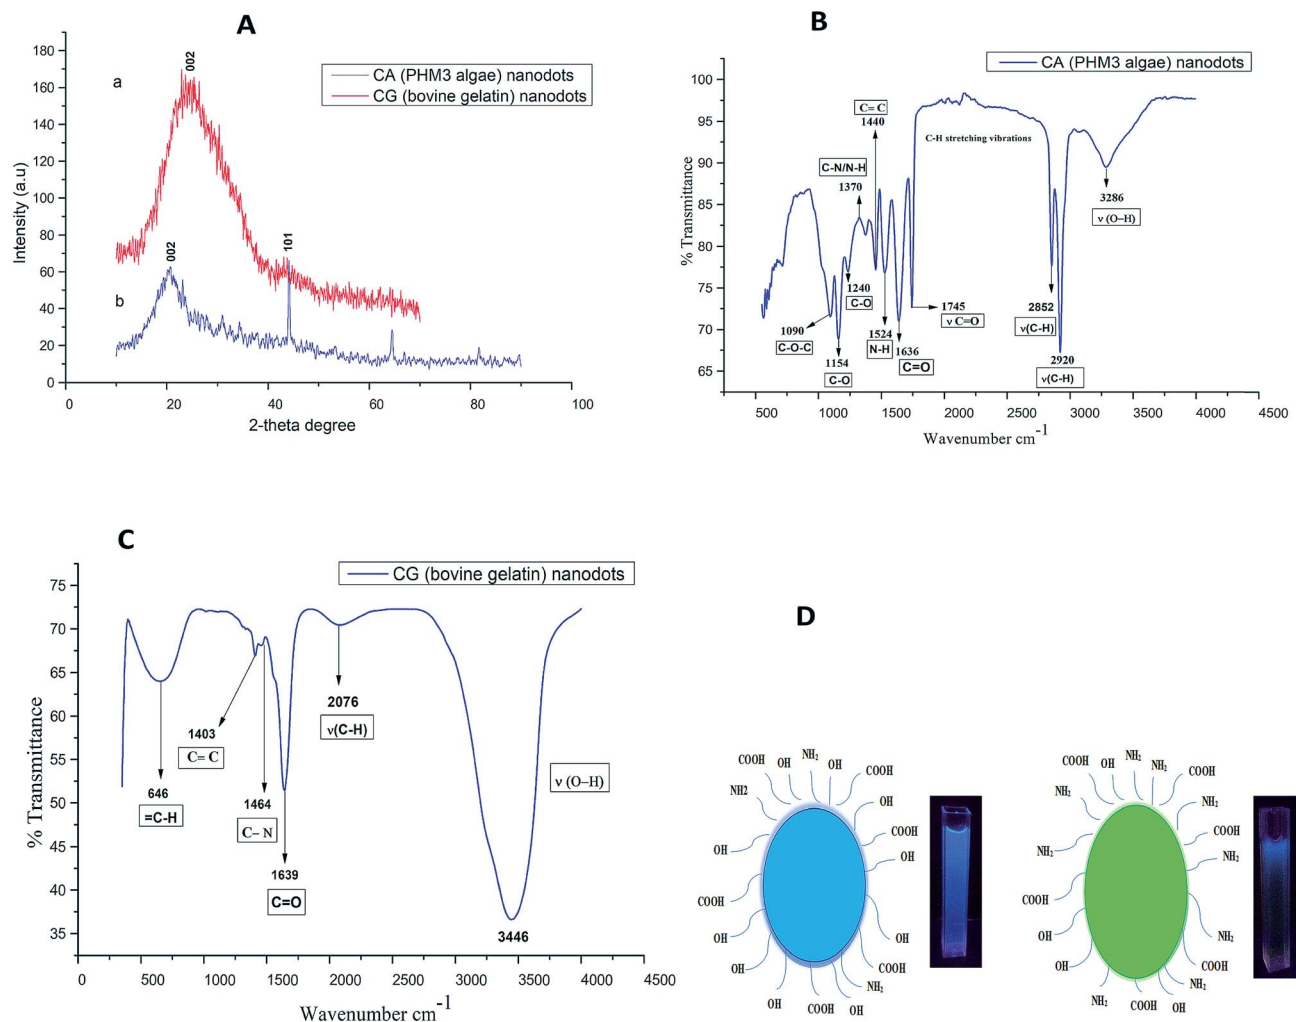 A
180
160
140
120
100
80
60
40
20
0
Intensity (a.u)
a
b
002
002
101
CA (PHM3 algae) nanodots
CG (bovine gelatin) nanodots
0 20 40 60 80 100
2-theta degree
B
100
95
90
85
80
75
70
65
% Transmittance
CA (PHM3 algae) nanodots
C=C
1440
C-N/N-H
1370
C-H stretching vibrations
3286
ν (O–H)
1240
C-O
1090
C-O-C
1154
C-O
1524
N-H
1636
C=O
1745
ν C=O
2852
ν(C-H)
2920
ν(C-H)
500 1000 1500 2000 2500 3000 3500 4000 4500
Wavenumber cm-1
C
75
70
65
60
55
50
45
40
35
% Transmittance
CG (bovine gelatin) nanodots
646
=C-H
1403
C=C
1464
C–N
1639
C=O
2076
ν(C-H)
ν (O–H)
3446
0 500 1000 1500 2000 2500 3000 3500 4000 4500
Wavenumber cm-1
D
COOH OH NH2 OH COOH
NH2
OH
COOH
OH
OH
COOH
OH
OH
OH
COOH
NH2
OH COOH OH
COOH OH NH2 NH2 COOH
NH2
NH2
COOH
NH2
NH2
COOH
OH
NH2
COOH
OH
NH2
NH2 COOH OH